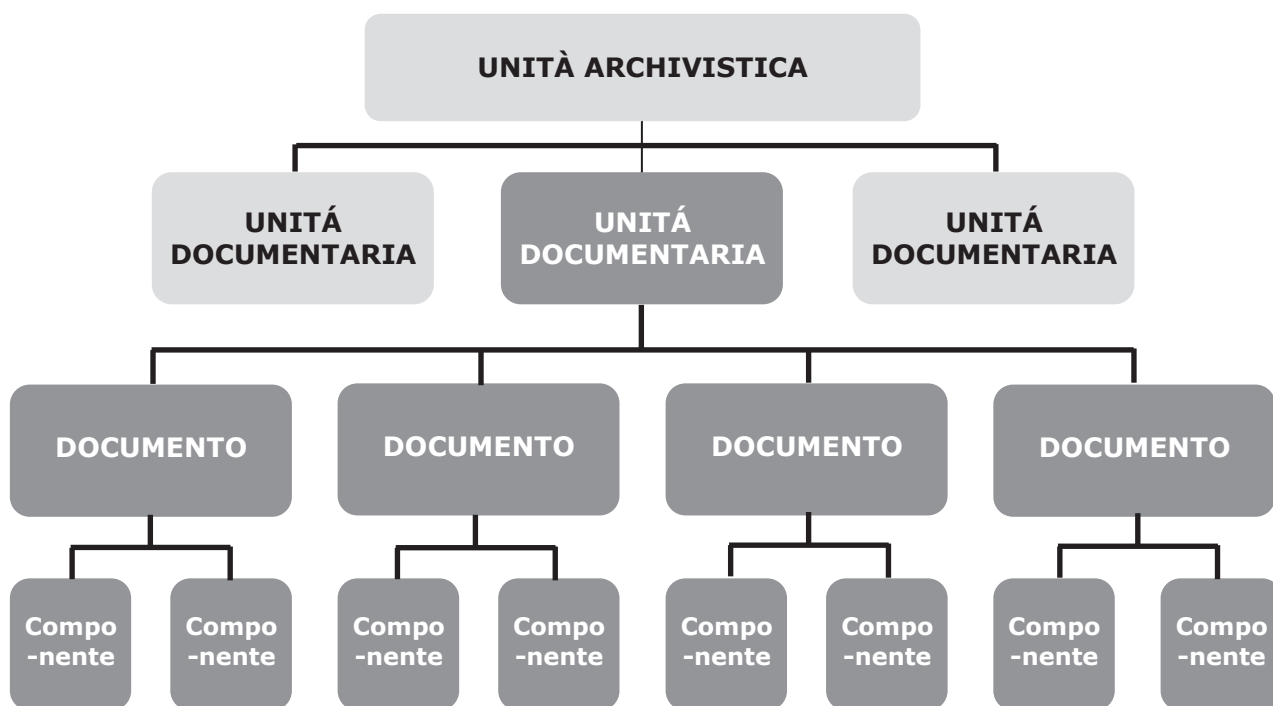 UNITÀ ARCHIVISTICA
UNITÁ
DOCUMENTARIA
UNITÁ
DOCUMENTARIA
UNITÁ
DOCUMENTARIA
DOCUMENTO
DOCUMENTO
DOCUMENTO
DOCUMENTO
Compo
-nente
Compo
-nente
Compo
-nente
Compo
-nente
Compo
-nente
Compo
-nente
Compo
-nente
Compo
-nente